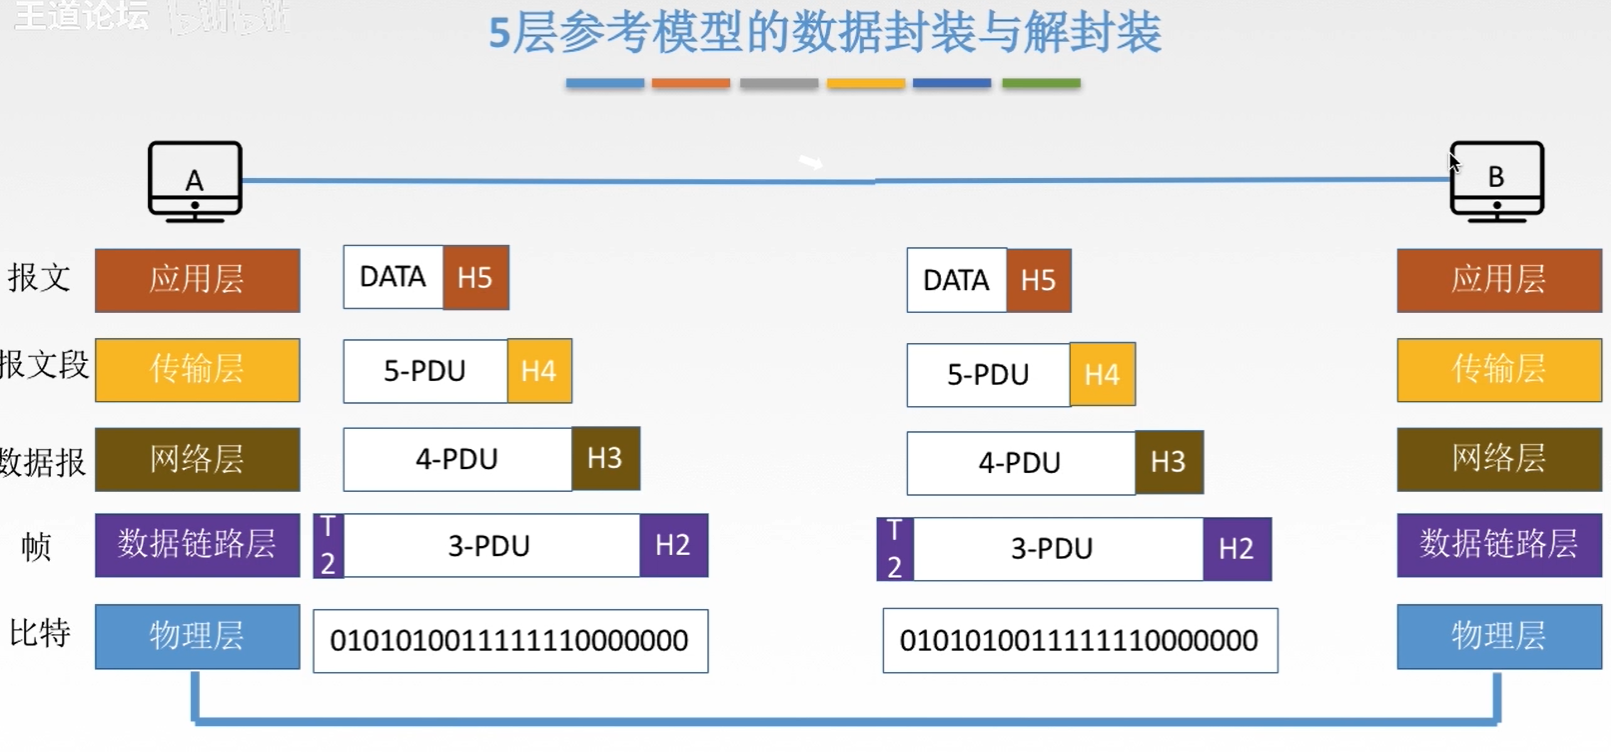 王道论坛 bilibili
5层参考模型的数据封装与解封装
A B
报文 应用层 DATA H5 DATA H5 应用层
报文段 传输层 5-PDU H4 5-PDU H4 传输层
数据报 网络层 4-PDU H3 4-PDU H3 网络层
帧 数据链路层 T2 3-PDU H2 T2 3-PDU H2 数据链路层
比特 物理层 0101010011111110000000 0101010011111110000000 物理层